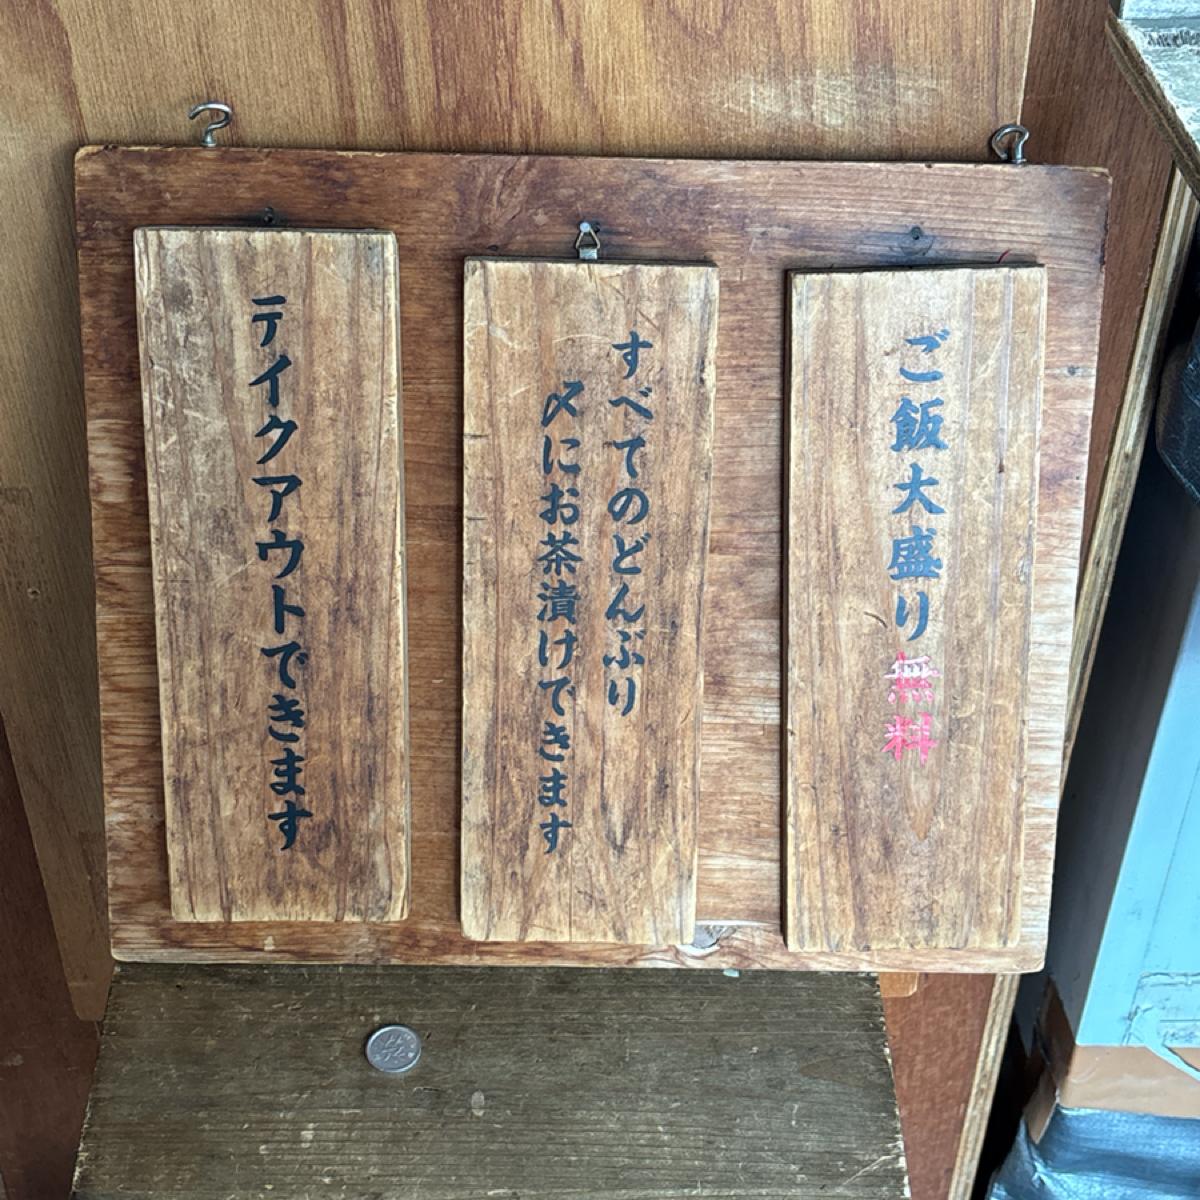 ご飯大盛り無料
すべてのどんぶり
〆にお茶漬けできます
テイクアウトできます